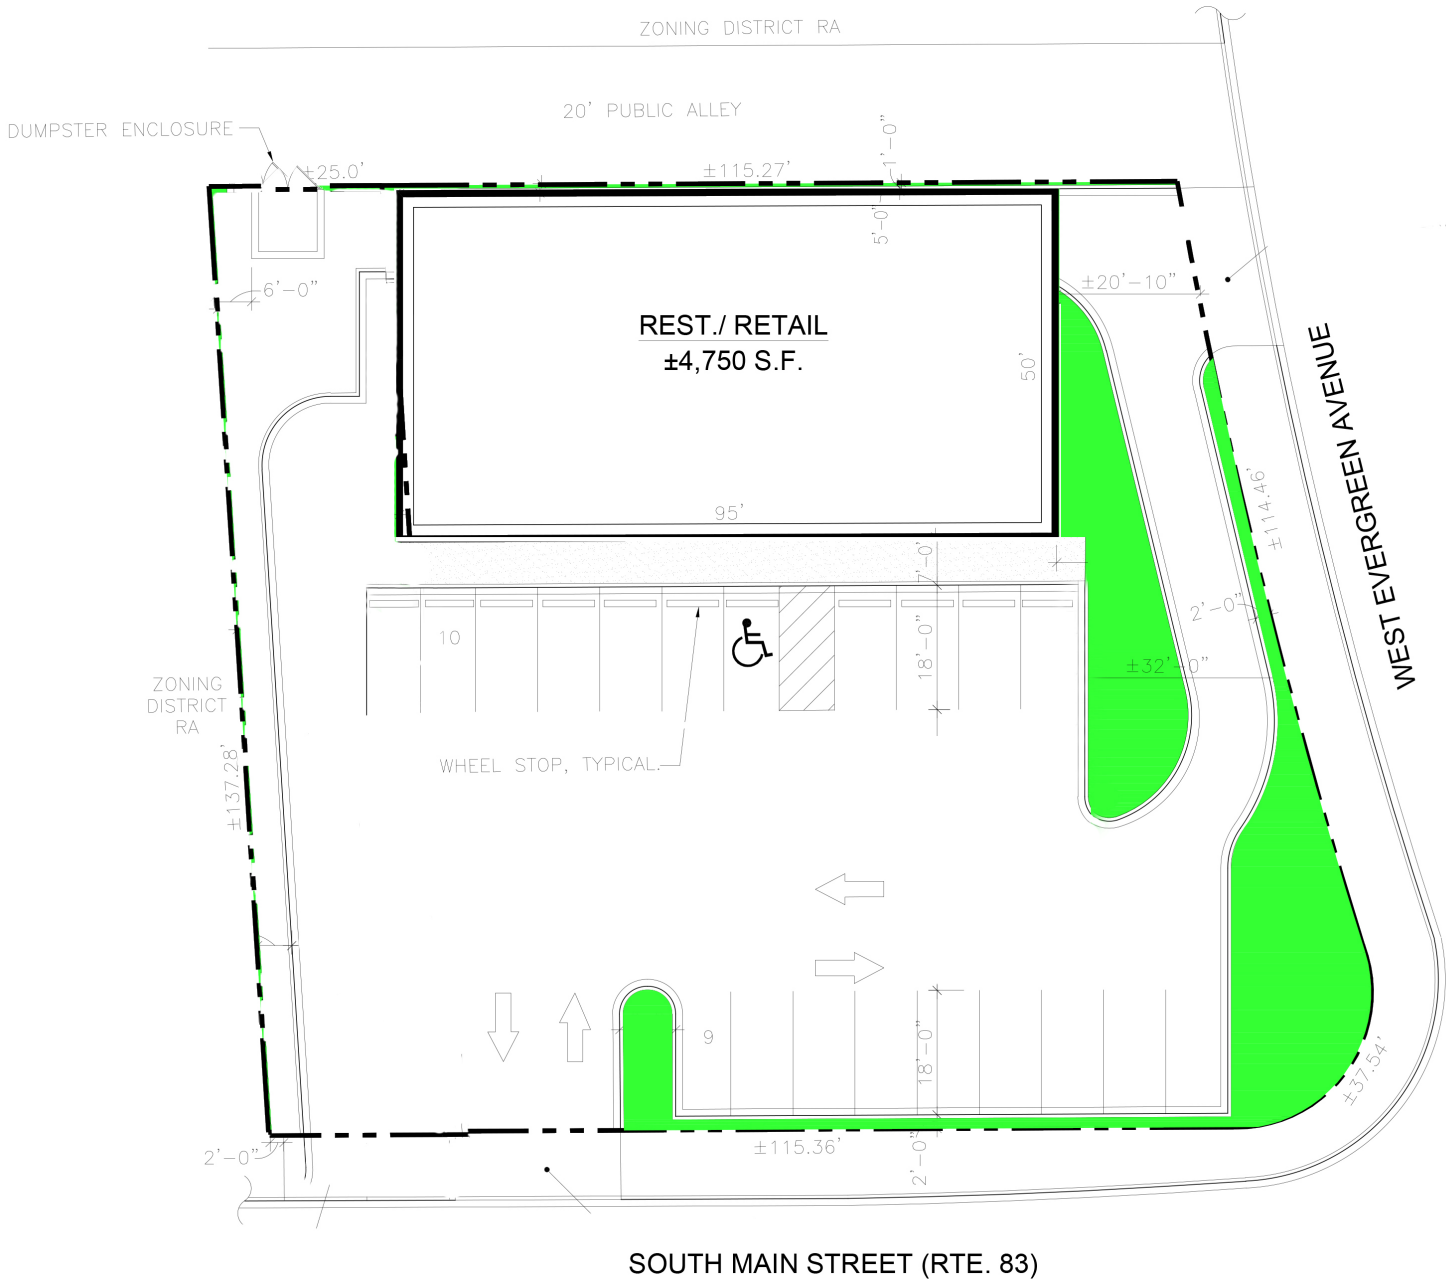 ZONING DISTRICT RA
20' PUBLIC ALLEY
DUMPSTER ENCLOSURE
±25.0'
±115.27'
1'-0"
5'-0"
6'-0"
±20'-10"
REST./ RETAIL
±4,750 S.F.
50'
95'
WEST EVERGREEN AVENUE
±114.46'
7'-0"
2'-0"
10
18'-0"
±32'-0"
ZONING
DISTRICT
RA
±137.28'
WHEEL STOP, TYPICAL.
9
18'-0"
±37.54'
2'-0"
±115.36'
2'-0"
SOUTH MAIN STREET (RTE. 83)